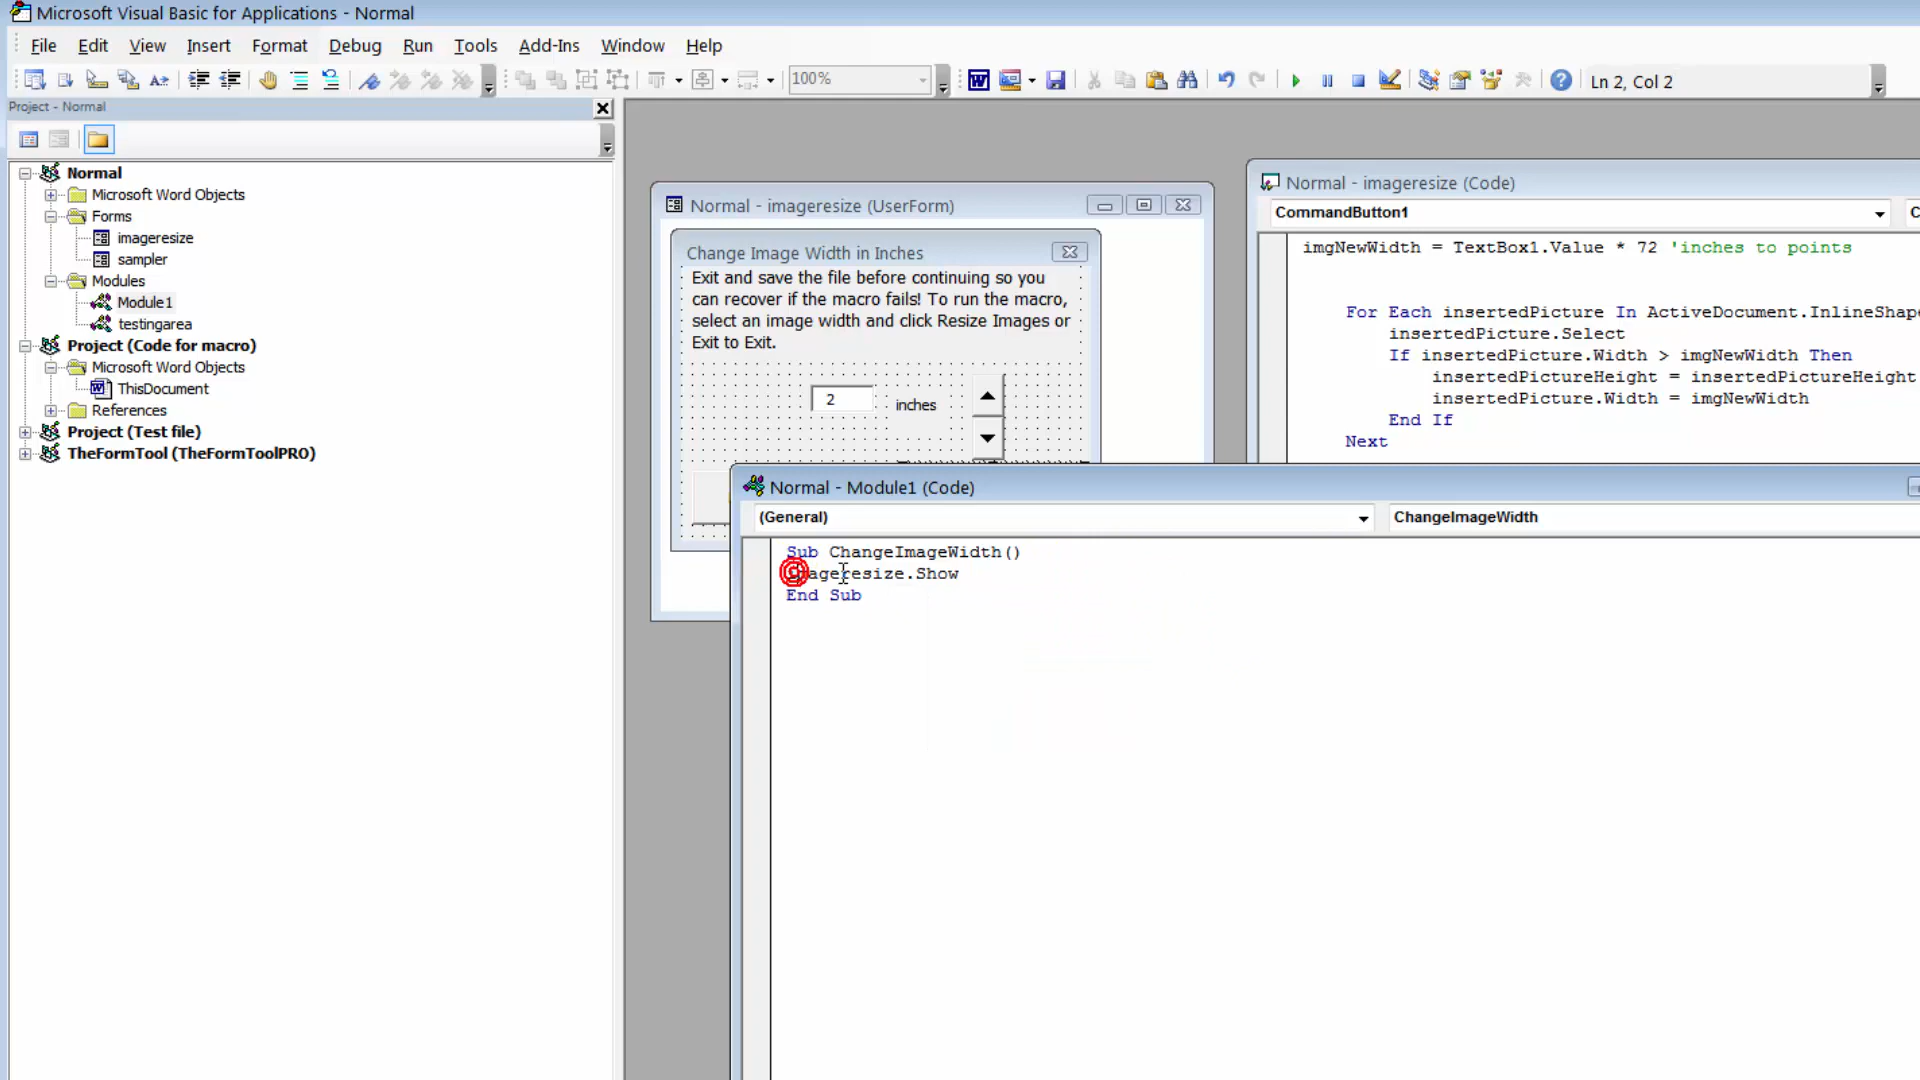 Microsoft Visual Basic for Applications - Normal
File Edit View Insert Format Debug Run Tools Add-Ins Window Help
100%
Ln 2, Col 2
Project - Normal
Normal
Microsoft Word Objects
Forms
imageresize
sampler
Modules
Module1
testingarea
Project (Code for macro)
Microsoft Word Objects
ThisDocument
References
Project (Test file)
TheFormTool (TheFormToolPRO)
Normal - imageresize (UserForm)
Change Image Width in Inches
Exit and save the file before continuing so you
can recover if the macro fails! To run the macro,
select an image width and click Resize Images or
Exit to Exit.
2
inches
Normal - imageresize (Code)
CommandButton1
imgNewWidth = TextBox1.Value * 72 'inches to points
For Each insertedPicture In ActiveDocument.InlineShape
insertedPicture.Select
If insertedPicture.Width > imgNewWidth Then
insertedPictureHeight = insertedPictureHeight
insertedPicture.Width = imgNewWidth
End If
Next
Normal - Module1 (Code)
(General)
ChangeImageWidth
Sub ChangeImageWidth()
imageresize.Show
End Sub